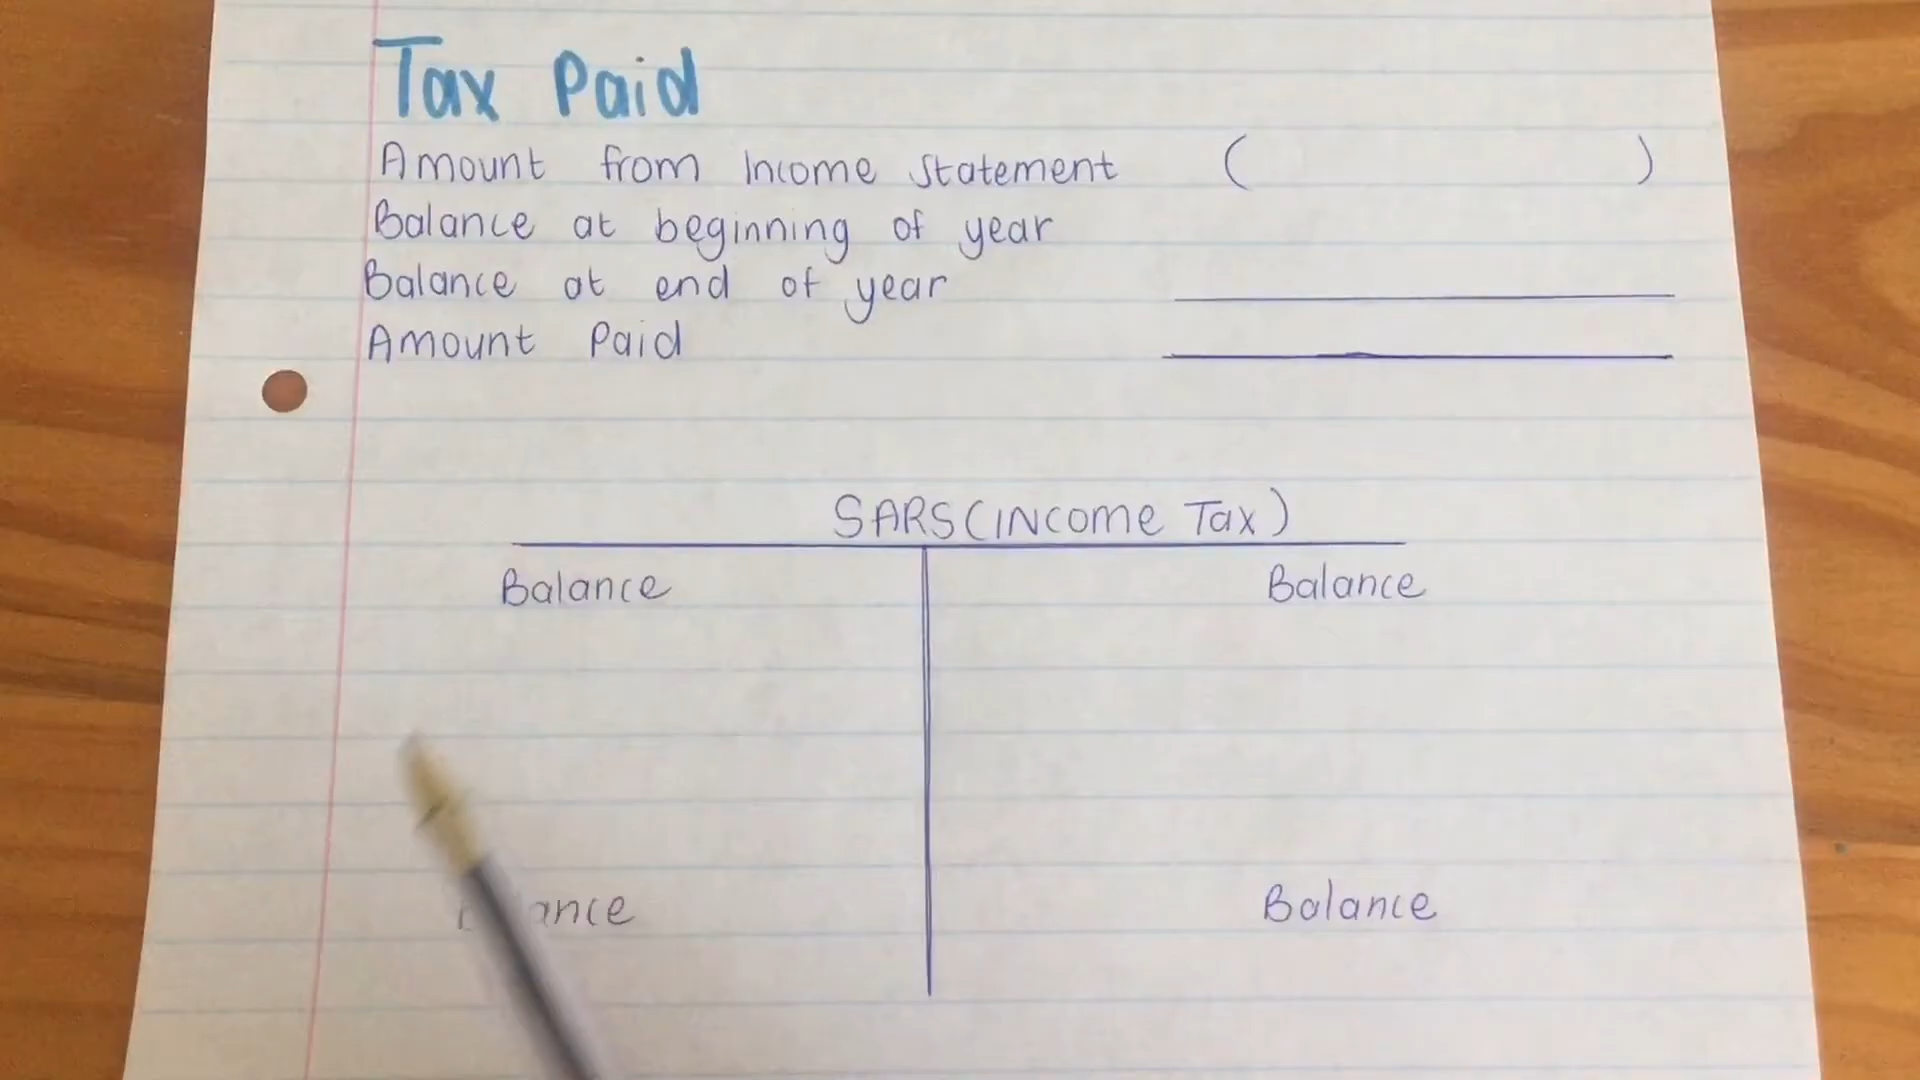 Tax Paid
Amount from Income Statement ( )
Balance at beginning of year
Balance at end of year
Amount Paid
SARS(INcome Tax)
Balance Balance
Balance